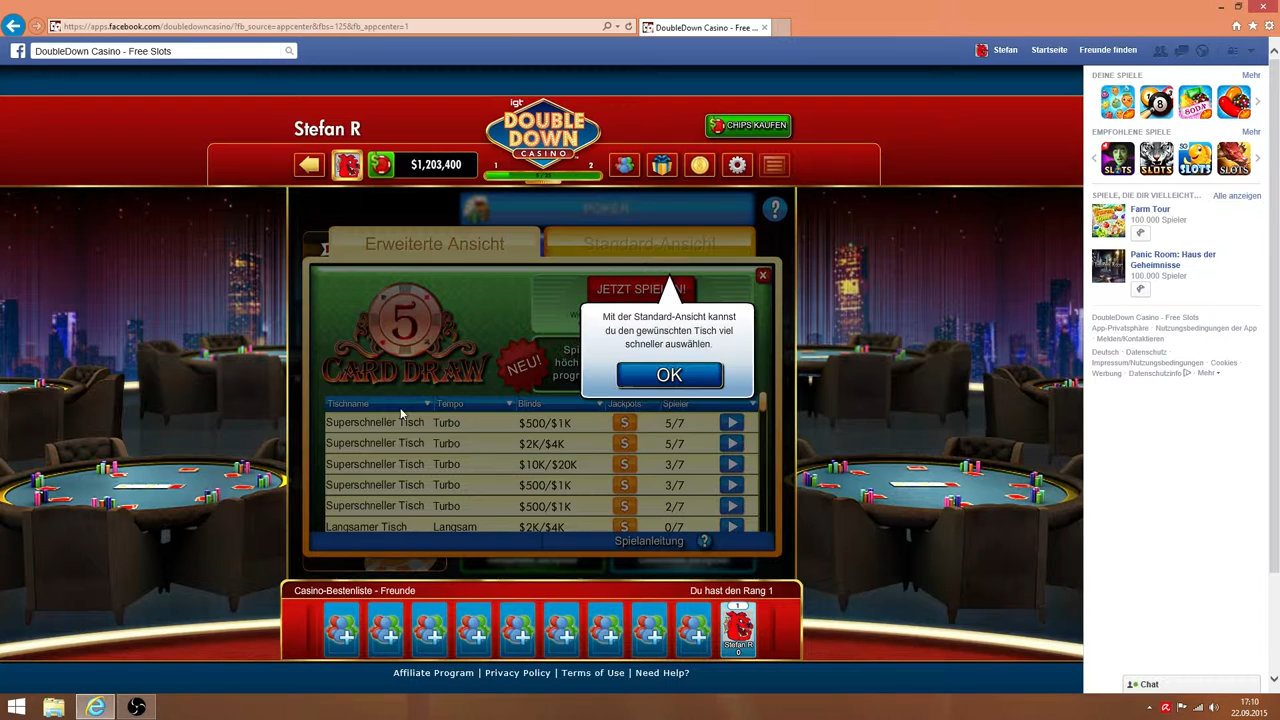 https://apps.facebook.com/doubledowncasino/?fb_source=appcenter&fbs=125&fb_appcenter=1
DoubleDown Casino - Free ...
DoubleDown Casino - Free Slots
Stefan
Startseite
Freunde finden
DEINE SPIELE
Mehr
8
SODA
EMPFOHLENE SPIELE
Mehr
SLOTS
SLOTS
SLOTS
SLOTS
SPIELE, DIE DIR VIELLEICHT...
Alle anzeigen
Farm Tour
100.000 Spieler
Panic Room: Haus der
Geheimnisse
100.000 Spieler
DoubleDown Casino - Free Slots
App-Privatsphäre · Nutzungsbedingungen der App
· Melden/Kontaktieren
Deutsch · Datenschutz ·
Impressum/Nutzungsbedingungen · Cookies ·
Werbung · Datenschutzinfo · Mehr
Chat
Stefan R
igt
DOUBLE
DOWN
CASINO
CHIPS KAUFEN
$1,203,400
1
2
POKER
?
Erweiterte Ansicht
Standard-Ansicht
5
CARD DRAW
NEU!
JETZT SPIELEN!
Mit der Standard-Ansicht kannst
du den gewünschten Tisch viel
schneller auswählen.
OK
Tischname Tempo Blinds Jackpots Spieler
Superschneller Tisch Turbo $500/$1K S 5/7
Superschneller Tisch Turbo $2K/$4K S 5/7
Superschneller Tisch Turbo $10K/$20K S 3/7
Superschneller Tisch Turbo $500/$1K S 3/7
Superschneller Tisch Turbo $500/$1K S 2/7
Langsamer Tisch Langsam $2K/$4K S 0/7
Spielanleitung ?
Casino-Bestenliste - Freunde
Du hast den Rang 1
1
Stefan R
0
Affiliate Program | Privacy Policy | Terms of Use | Need Help?
17:10
22.09.2015